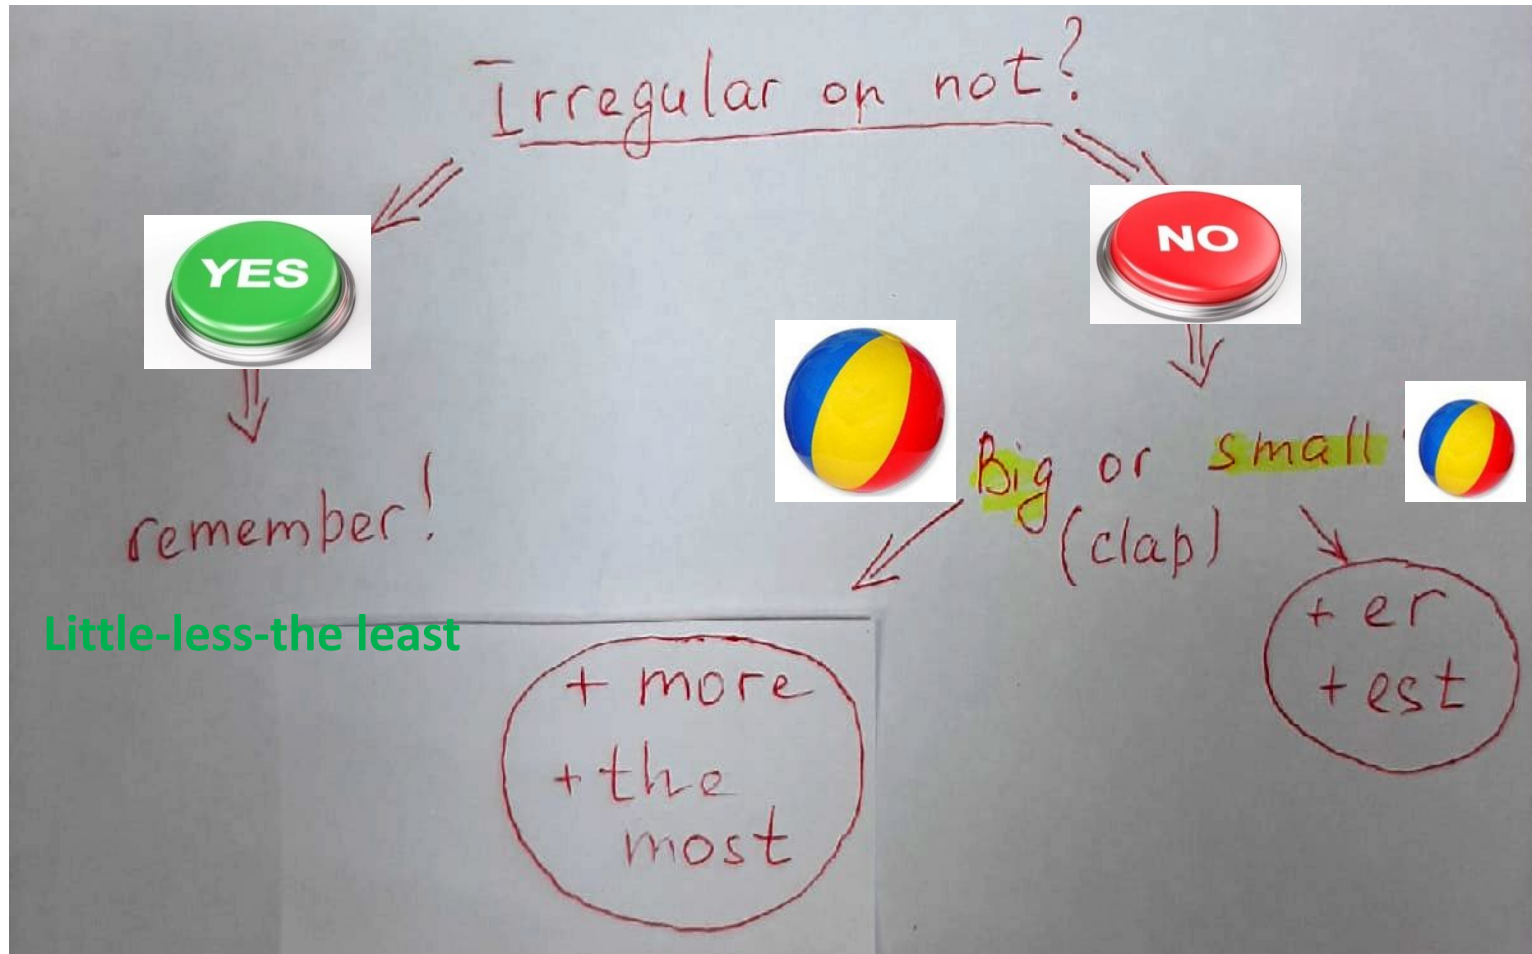 Irregular or not?
YES
NO
Big or small
(clap)
remember!
Little-less-the least
+ er
+ est
+ more
+ the
most